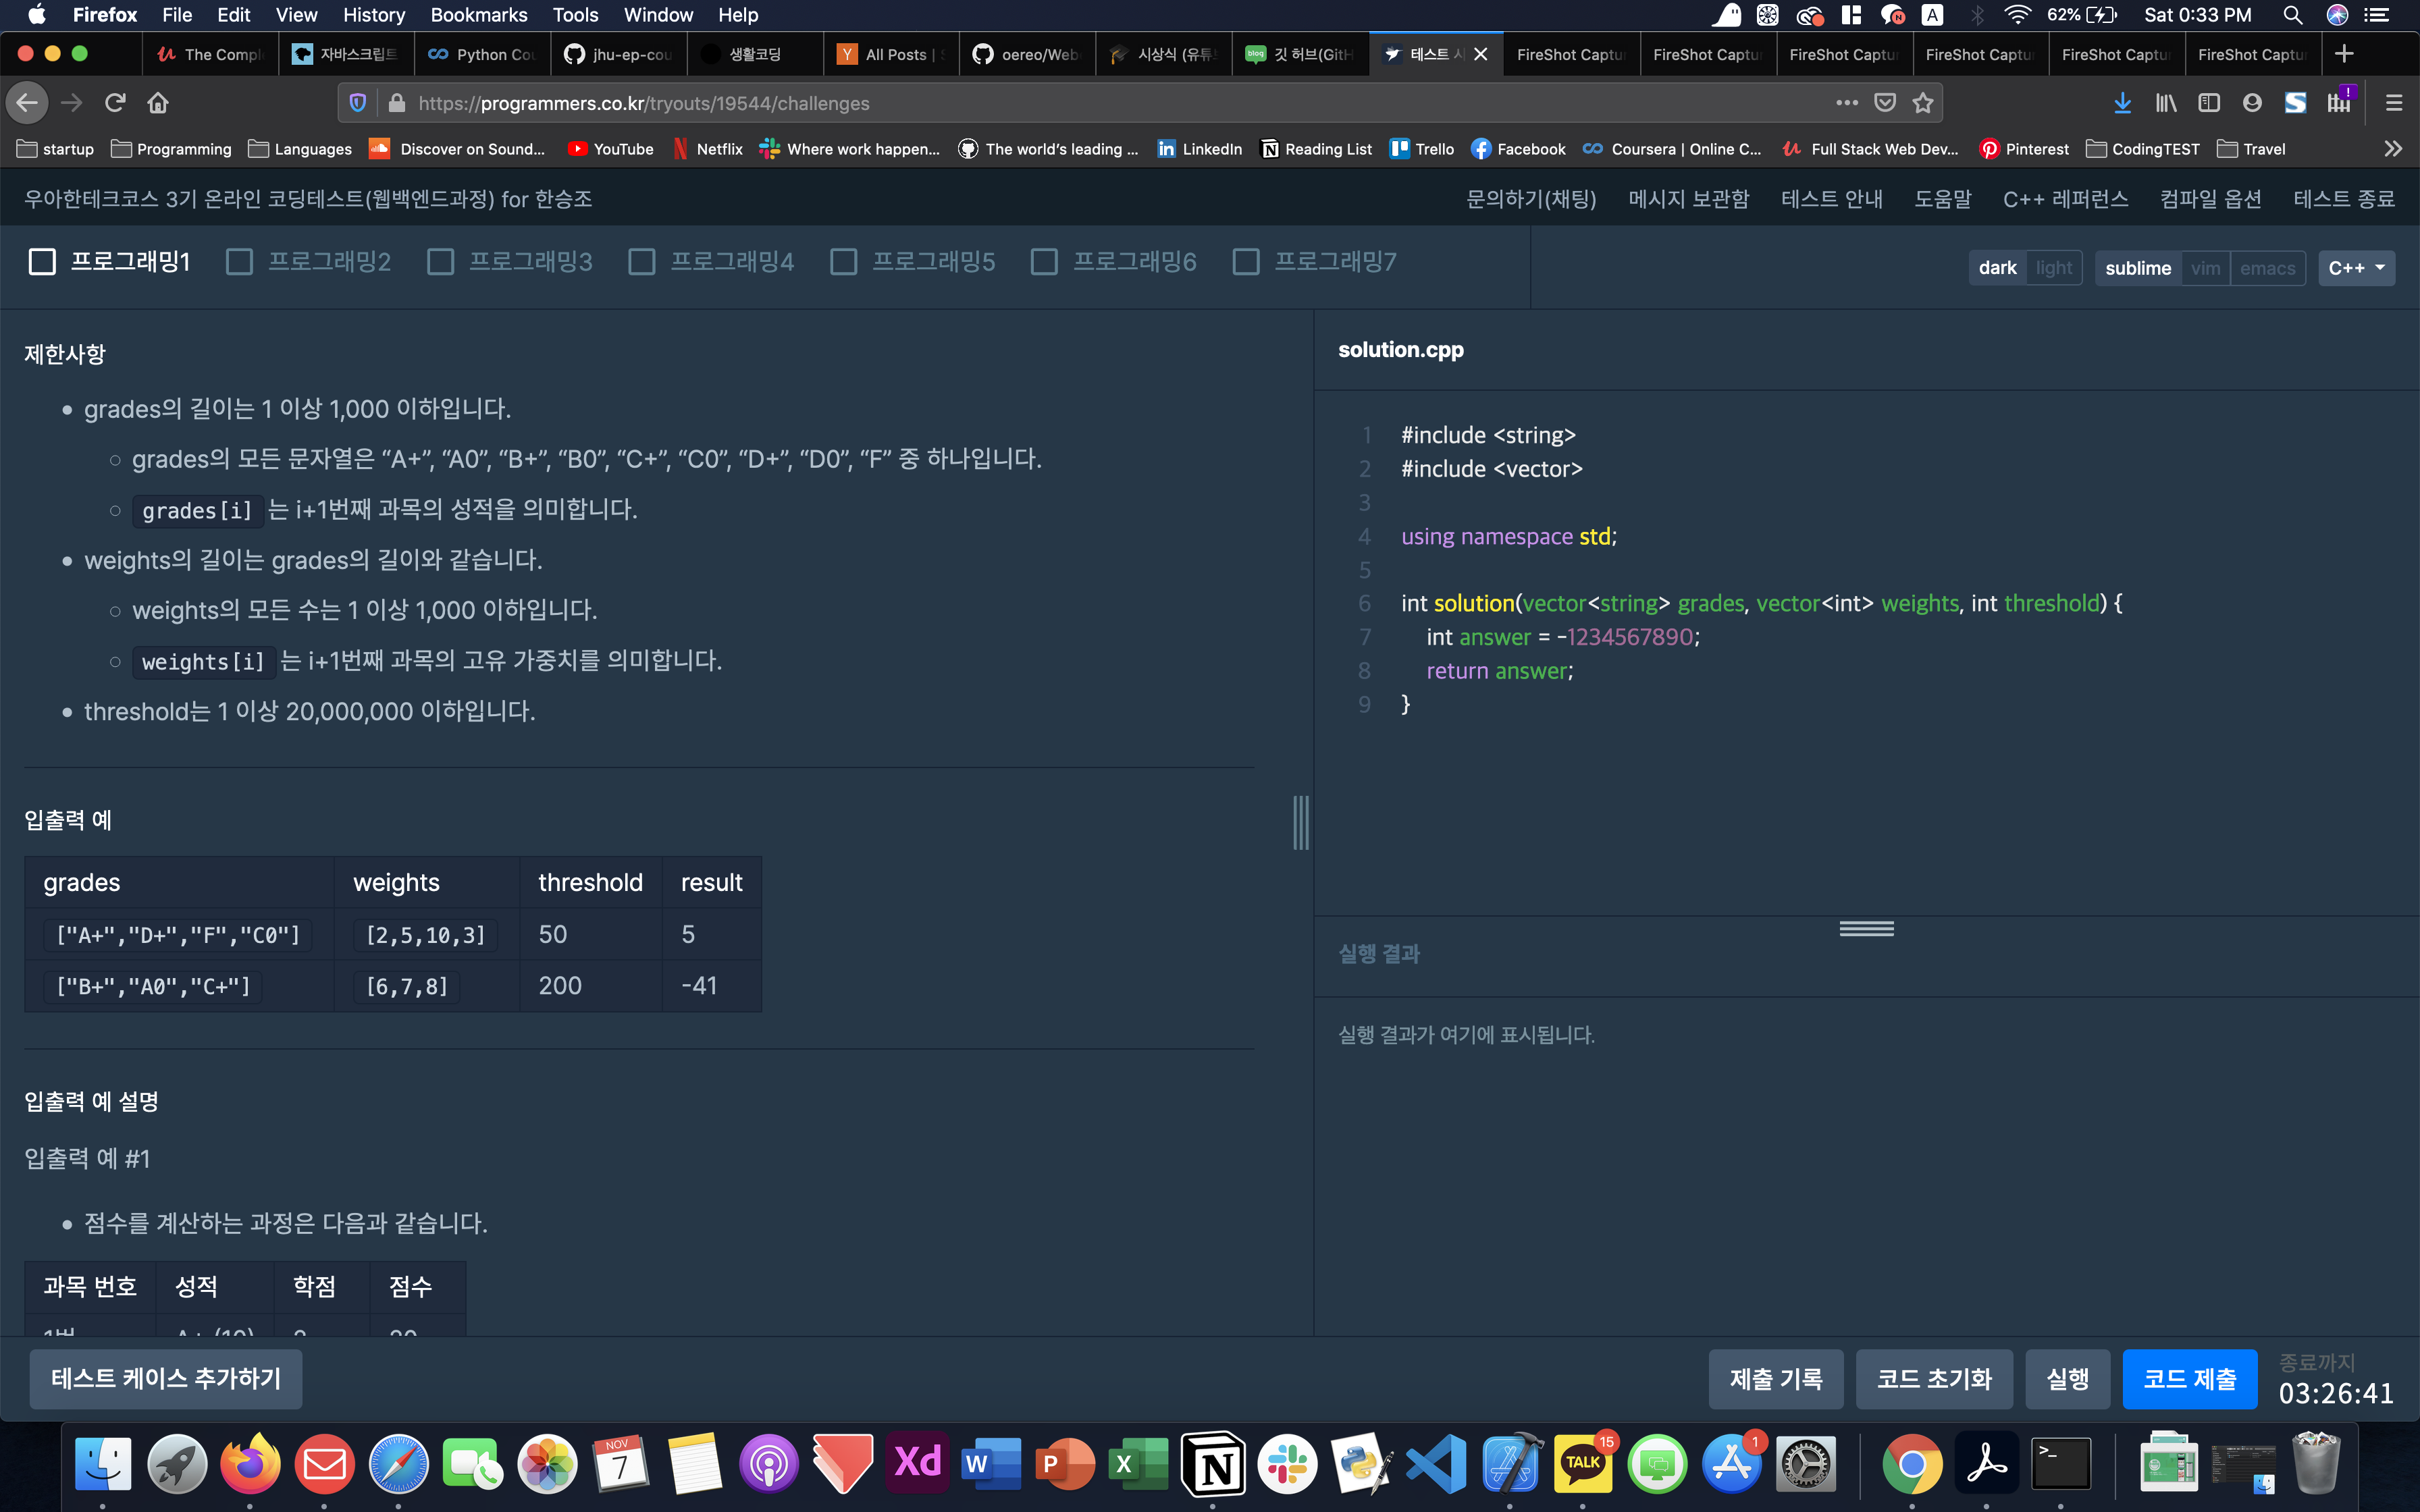 Firefox File Edit View History Bookmarks Tools Window Help 62% Sat 0:33 PM
The Compl 자바스크립트 Python Cou jhu-ep-cou 생활코딩 All Posts | oereo/Web 시상식 (유튜 깃 허브(GitH 테스트 FireShot Captu FireShot Captu FireShot Captu FireShot Captu FireShot Captu FireShot Captu
https://programmers.co.kr/tryouts/19544/challenges
startup Programming Languages Discover on Sound... YouTube Netflix Where work happen... The world's leading ... LinkedIn Reading List Trello Facebook Coursera | Online C... Full Stack Web Dev... Pinterest CodingTEST Travel
우아한테크코스 3기 온라인 코딩테스트(웹백엔드과정) for 한승조 문의하기(채팅) 메시지 보관함 테스트 안내 도움말 C++ 레퍼런스 컴파일 옵션 테스트 종료
프로그래밍1 프로그래밍2 프로그래밍3 프로그래밍4 프로그래밍5 프로그래밍6 프로그래밍7 dark light sublime vim emacs C++
제한사항
grades의 길이는 1 이상 1,000 이하입니다.
grades의 모든 문자열은 “A+”, “A0”, “B+”, “B0”, “C+”, “C0”, “D+”, “D0”, “F” 중 하나입니다.
grades[i] 는 i+1번째 과목의 성적을 의미합니다.
weights의 길이는 grades의 길이와 같습니다.
weights의 모든 수는 1 이상 1,000 이하입니다.
weights[i] 는 i+1번째 과목의 고유 가중치를 의미합니다.
threshold는 1 이상 20,000,000 이하입니다.
입출력 예
grades weights threshold result
["A+","D+","F","C0"] [2,5,10,3] 50 5
["B+","A0","C+"] [6,7,8] 200 -41
입출력 예 설명
입출력 예 #1
점수를 계산하는 과정은 다음과 같습니다.
과목 번호 성적 학점 점수
solution.cpp
1 #include <string>
2 #include <vector>
3
4 using namespace std;
5
6 int solution(vector<string> grades, vector<int> weights, int threshold) {
7 int answer = -1234567890;
8 return answer;
9 }
실행 결과
실행 결과가 여기에 표시됩니다.
테스트 케이스 추가하기 제출 기록 코드 초기화 실행 코드 제출 종료까지
03:26:41
NOV
7
Xd W P X N TALK 15 1